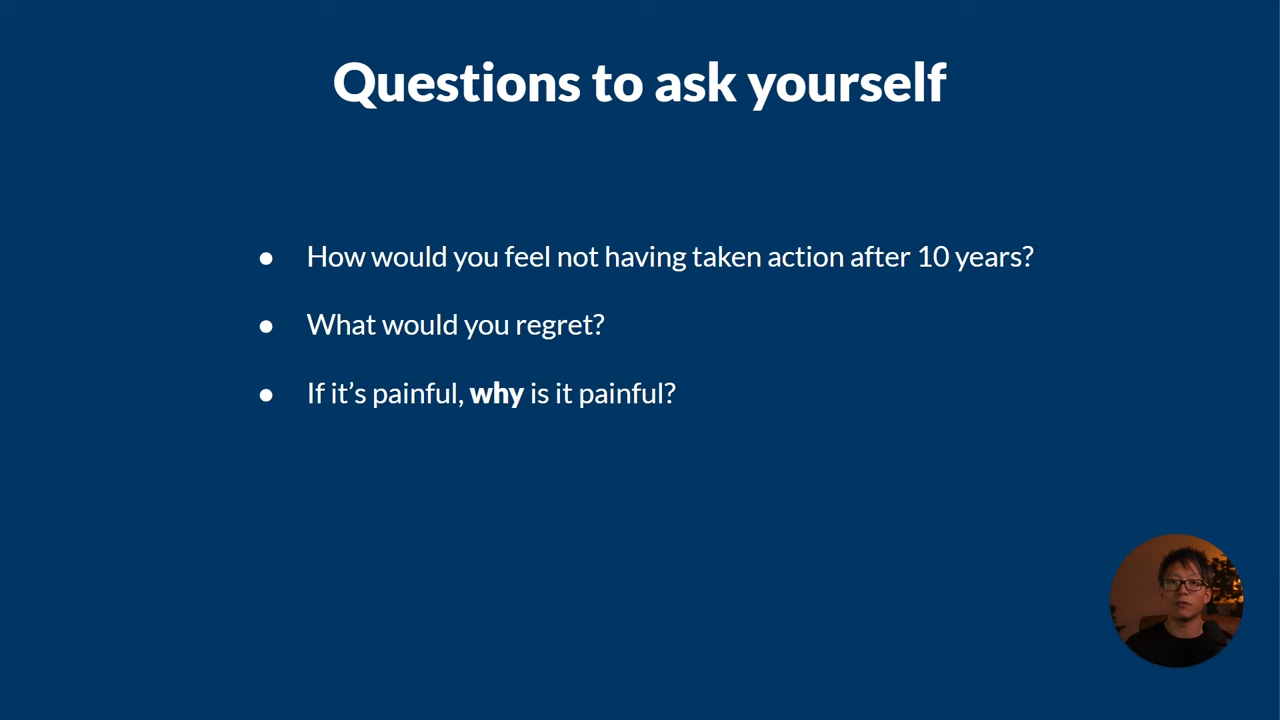 Questions to ask yourself
● How would you feel not having taken action after 10 years?
● What would you regret?
● If it’s painful, why is it painful?